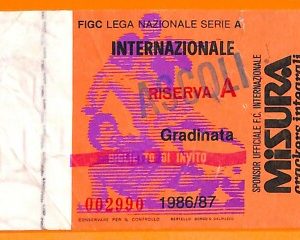 FIGC LEGA NAZIONALE SERIE A
INTERNAZIONALE
ASCOLI
RISERVA A
Gradinata
BIGLIETTO DI INVITO
002990 1986/87
CONSERVARE PER IL CONTROLLO
SPONSOR UFFICIALE F.C. INTERNAZIONALE
MISURA
crackers integrali